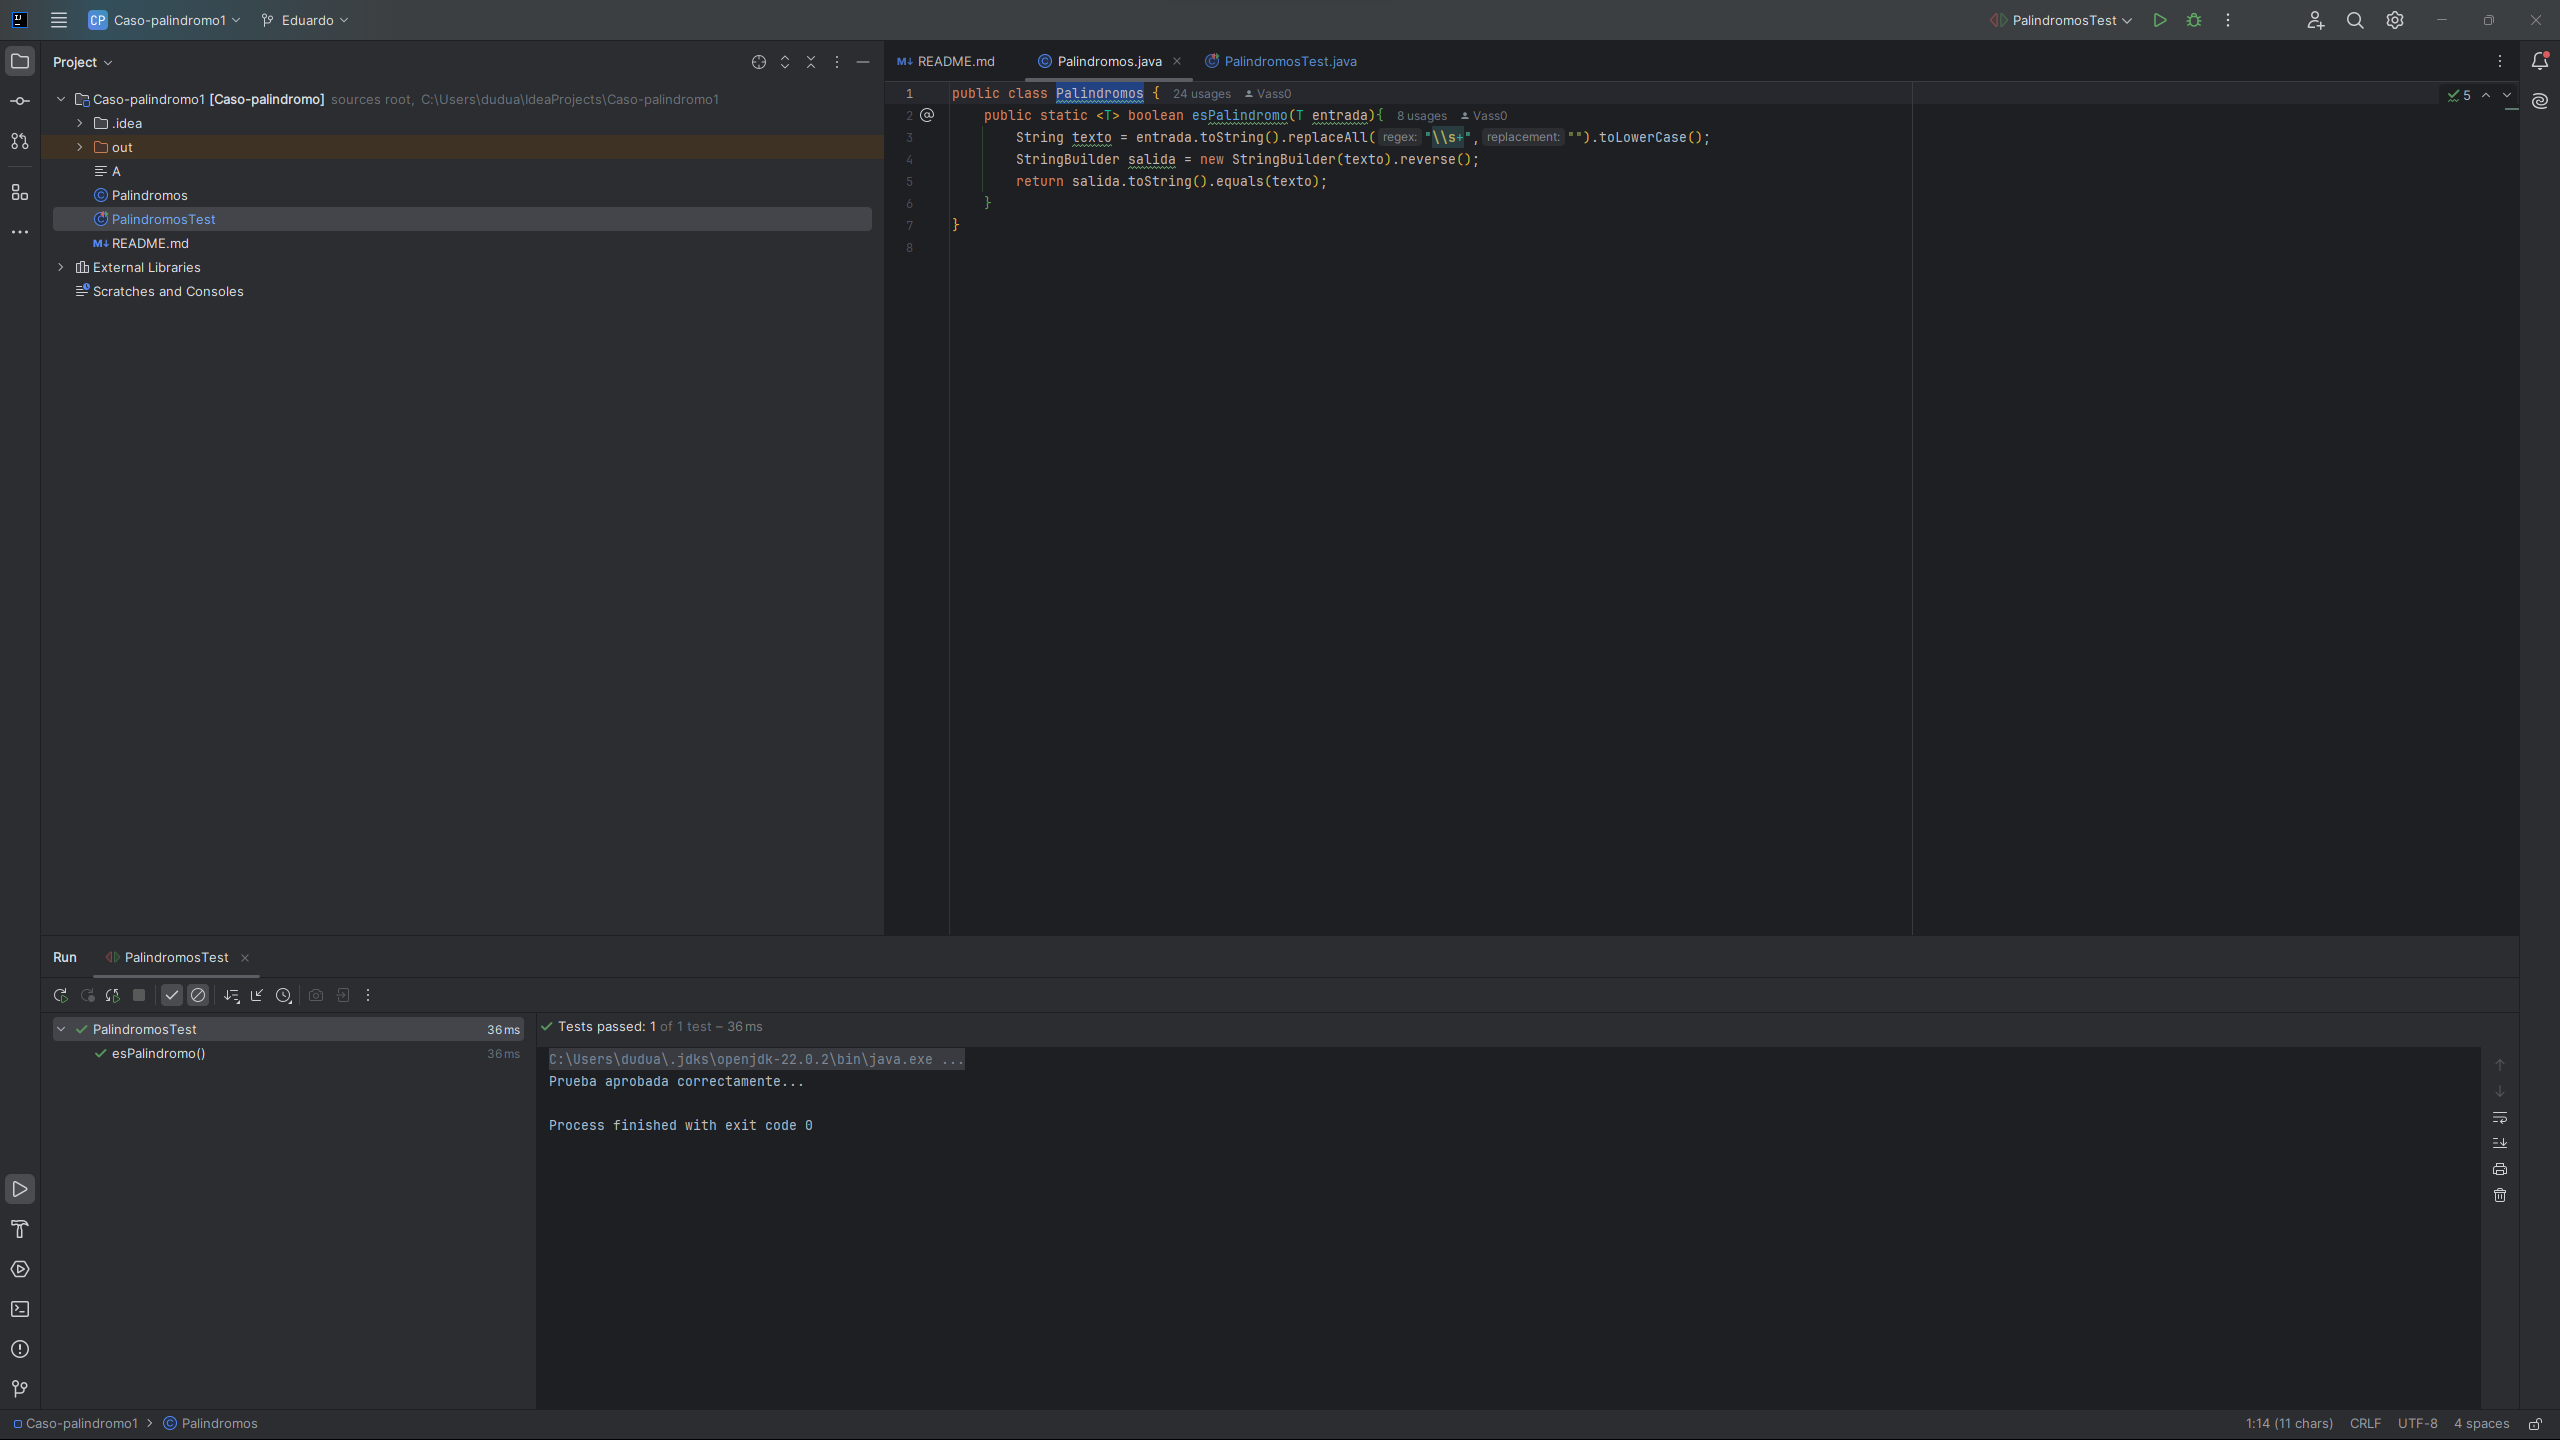 CP Caso-palindromo1 Eduardo PalindromosTest
Project
README.md Palindromos.java PalindromosTest.java
Caso-palindromo1 [Caso-palindromo] sources root, C:\Users\dudua\IdeaProjects\Caso-palindromo1
.idea
out
A
Palindromos
PalindromosTest
README.md
External Libraries
Scratches and Consoles
1 public class Palindromos { 24 usages Vass0
5
2 public static <T> boolean esPalindromo(T entrada){ 8 usages Vass0
3 String texto = entrada.toString().replaceAll( regex: "\\s+", replacement: "").toLowerCase();
4 StringBuilder salida = new StringBuilder(texto).reverse();
5 return salida.toString().equals(texto);
6 }
7 }
8
Run PalindromosTest
PalindromosTest 36 ms
esPalindromo() 36 ms
Tests passed: 1 of 1 test – 36 ms
C:\Users\dudua\.jdks\openjdk-22.0.2\bin\java.exe ...
Prueba aprobada correctamente...
Process finished with exit code 0
Caso-palindromo1 > Palindromos 1:14 (11 chars) CRLF UTF-8 4 spaces